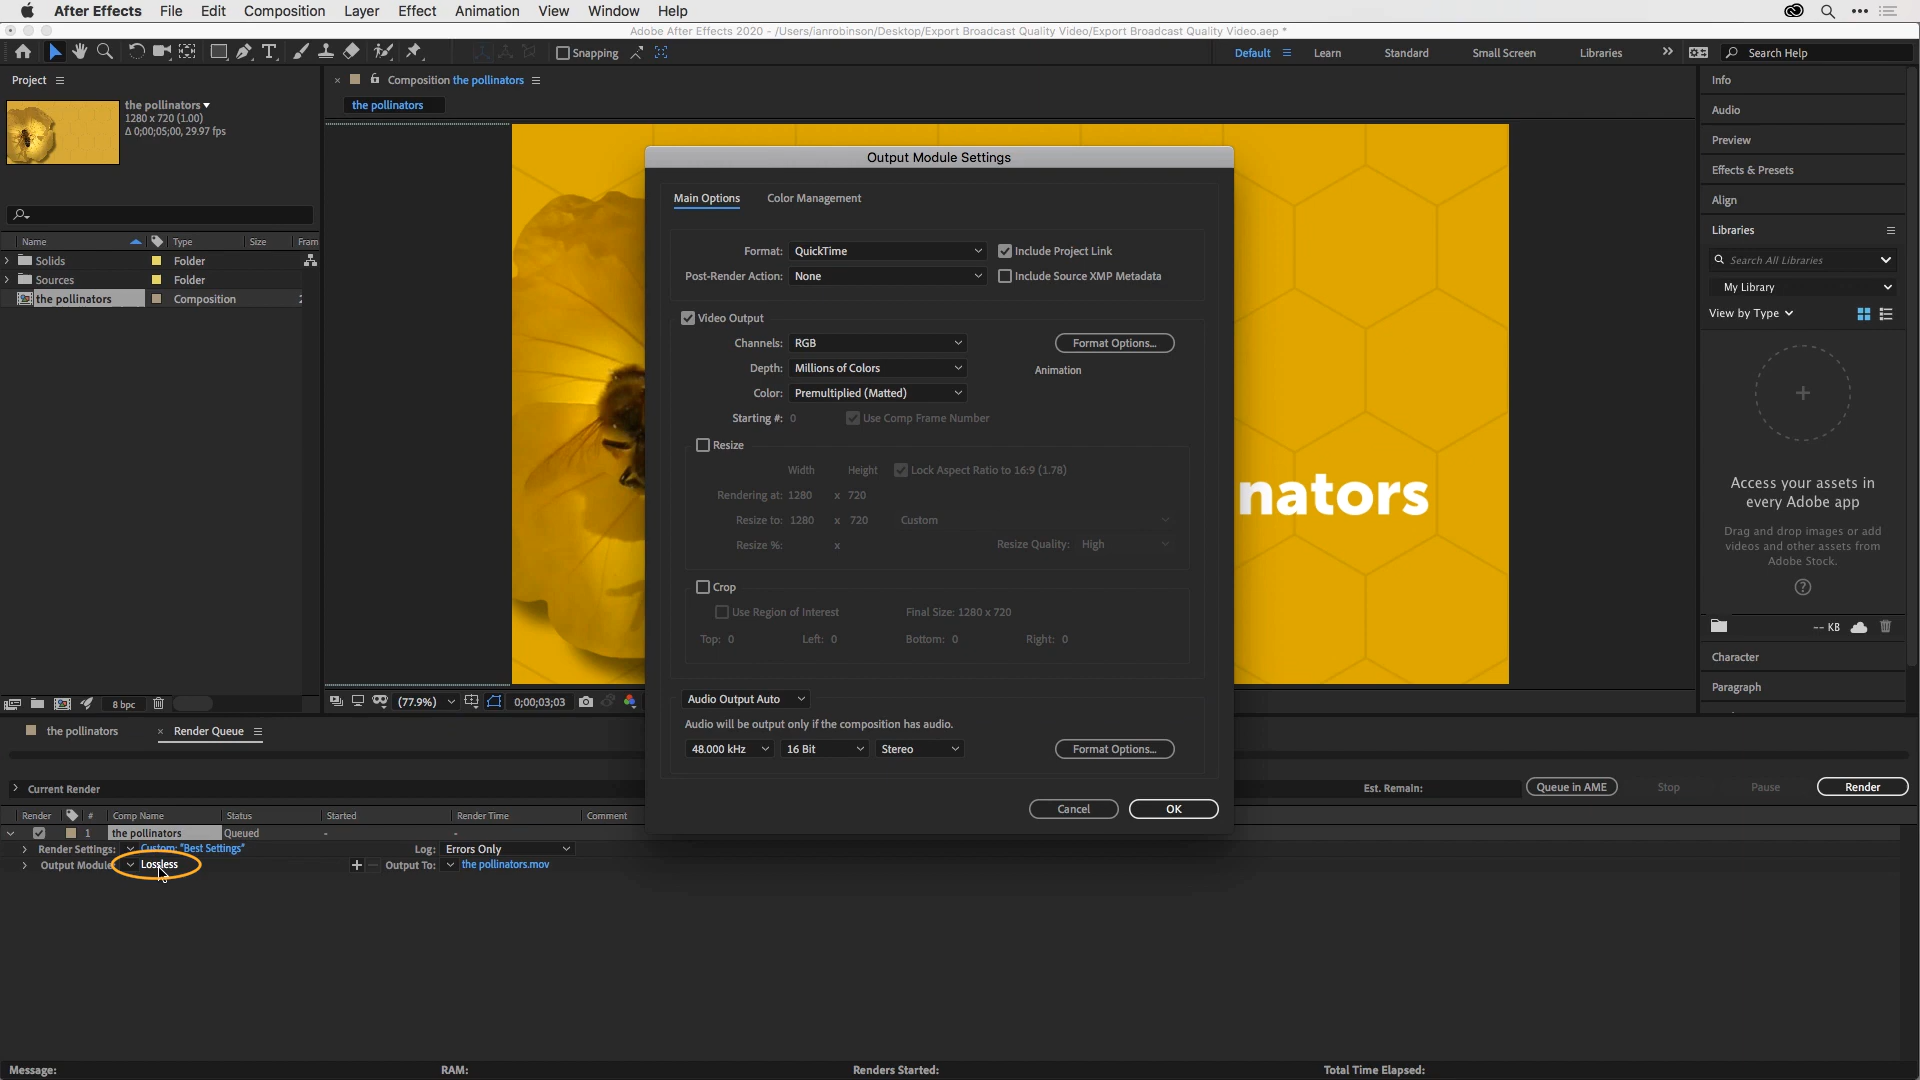 After Effects File Edit Composition Layer Effect Animation View Window Help
Adobe After Effects 2020 - /Users/ianrobinson/Desktop/Export Broadcast Quality Video/Export Broadcast Quality Video.aep *
Snapping Default Learn Standard Small Screen Libraries Search Help
Project
the pollinators
1280 x 720 (1.00)
Δ 0;00;05;00, 29.97 fps
Name Type Size Fram
Solids Folder
Sources Folder
the pollinators Composition
8 bpc
Composition the pollinators
the pollinators
nators
(77.9%) 0;00;03;03
Output Module Settings
Main Options Color Management
Format: QuickTime Include Project Link
Post-Render Action: None Include Source XMP Metadata
Video Output
Channels: RGB Format Options...
Depth: Millions of Colors Animation
Color: Premultiplied (Matted)
Starting #: 0 Use Comp Frame Number
Resize
Width Height Lock Aspect Ratio to 16:9 (1.78)
Rendering at: 1280 x 720
Resize to: 1280 x 720 Custom
Resize %: x Resize Quality: High
Crop
Use Region of Interest Final Size: 1280 x 720
Top: 0 Left: 0 Bottom: 0 Right: 0
Audio Output Auto
Audio will be output only if the composition has audio.
48.000 kHz 16 Bit Stereo Format Options...
Cancel OK
Info
Audio
Preview
Effects & Presets
Align
Libraries
Search All Libraries
My Library
View by Type
Access your assets in
every Adobe app
Drag and drop images or add
videos and other assets from
Adobe Stock.
-- KB
Character
Paragraph
the pollinators Render Queue
Current Render Est. Remain: Queue in AME Stop Pause Render
Render # Comp Name Status Started Render Time Comment
1 the pollinators Queued - -
Render Settings: Custom: "Best Settings" Log: Errors Only
Output Module Lossless Output To: the pollinators.mov
Message: RAM: Renders Started: Total Time Elapsed: